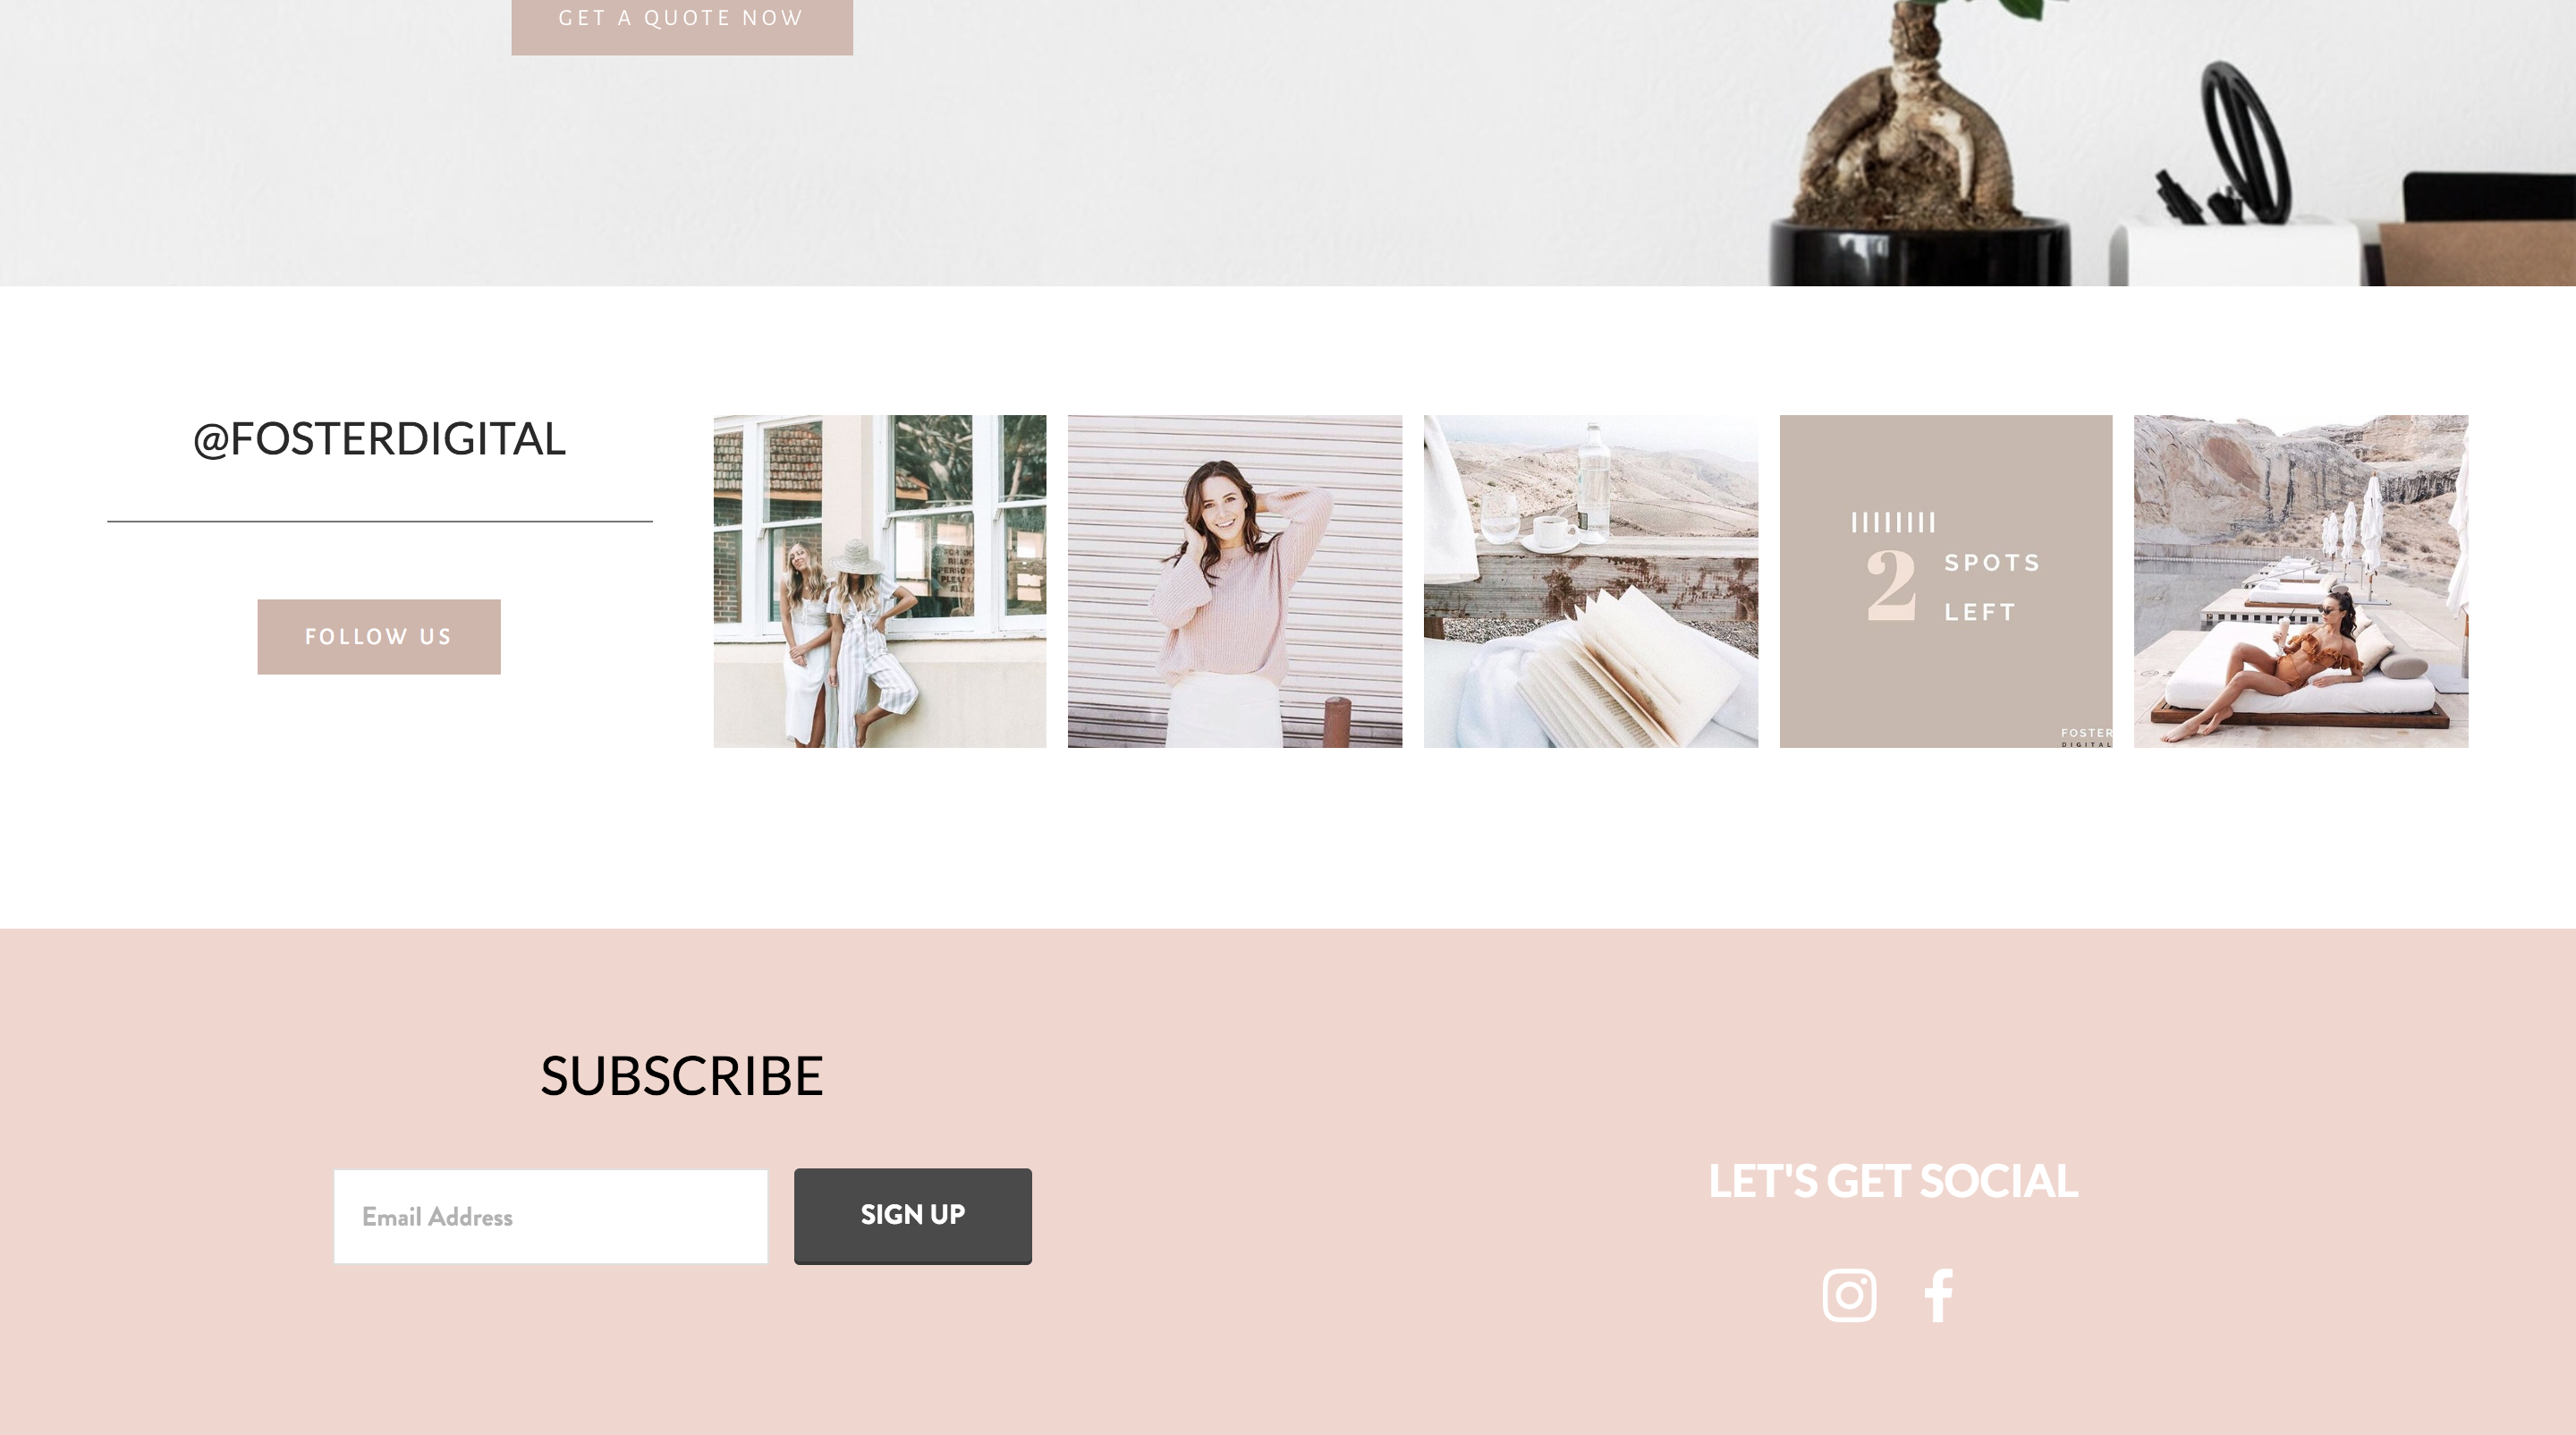 GET A QUOTE NOW
@FOSTERDIGITAL
FOLLOW US
2 SPOTS
LEFT
FOSTER
DIGITAL
SUBSCRIBE
Email Address
SIGN UP
LET'S GET SOCIAL